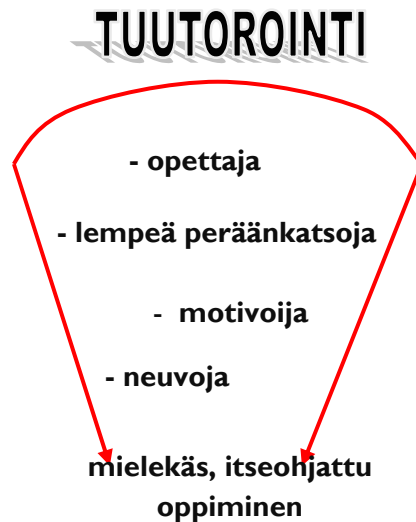 TUUTOROINTI
- opettaja
- lempeä peräänkatsoja
- motivoija
- neuvoja
mielekäs, itseohjattu
oppiminen